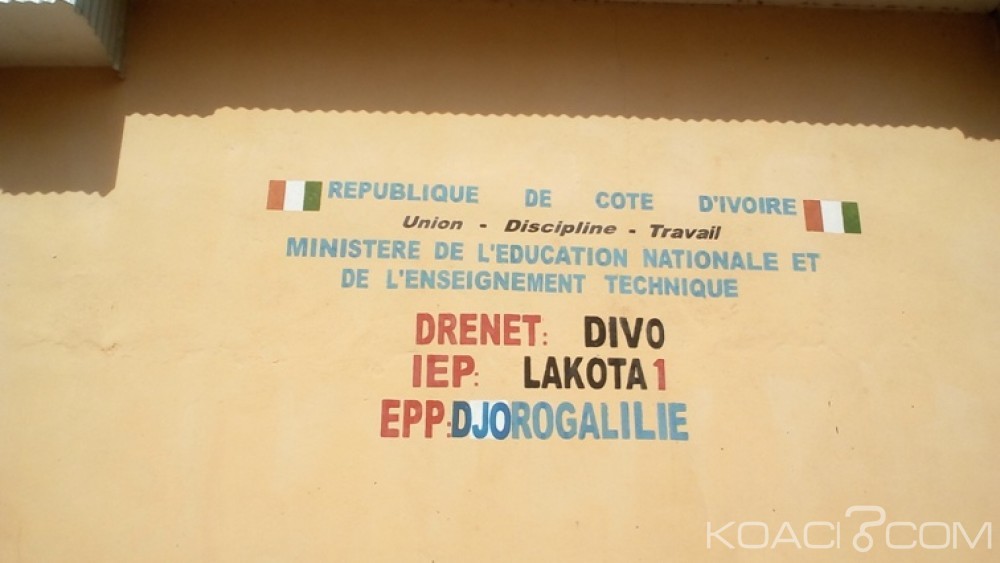 REPUBLIQUE DE COTE D'IVOIRE
Union - Discipline - Travail
MINISTERE DE L'EDUCATION NATIONALE ET
DE L'ENSEIGNEMENT TECHNIQUE
DRENET: DIVO
IEP: LAKOTA 1
EPP: DJOROGALILIE
KOACI?COM